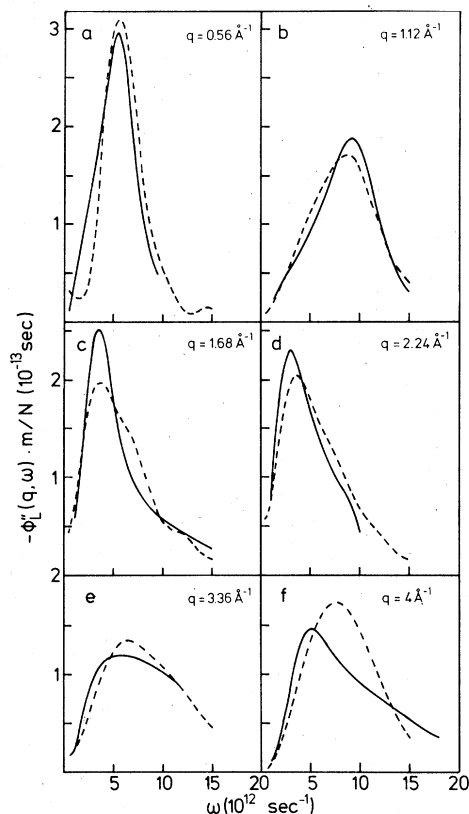 a q = 0.56 Å⁻¹
b q = 1.12 Å⁻¹
3
2
1
c q = 1.68 Å⁻¹
d q = 2.24 Å⁻¹
2
1
2
e q = 3.36 Å⁻¹
f q = 4 Å⁻¹
1
-Φ″L (q, ω) · m/N (10⁻¹³ sec)
5 10 15 20 5 10 15 20
ω (10¹² sec⁻¹)